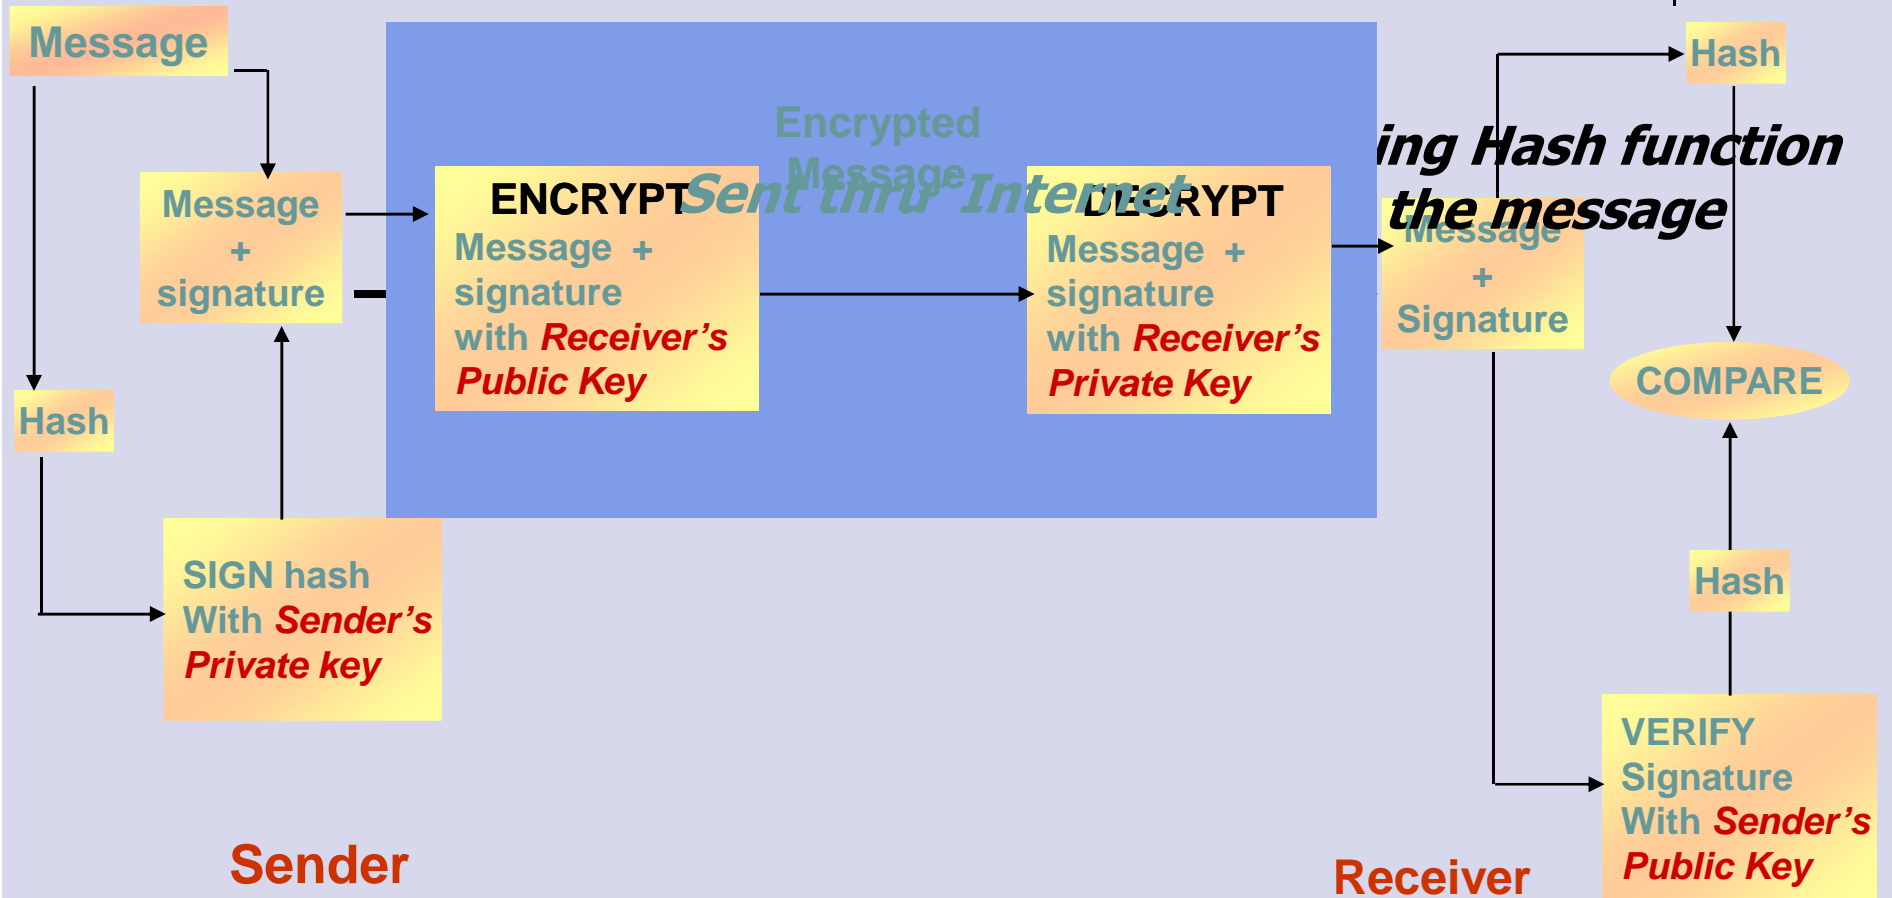 Message
Hash
Encrypted
Message
Sent thru' Internet
ing Hash function
the message
Message
+
signature
ENCRYPT
Message +
signature
with Receiver's
Public Key
DECRYPT
Message +
signature
with Receiver's
Private Key
Message
+
Signature
COMPARE
Hash
Hash
SIGN hash
With Sender's
Private key
VERIFY
Signature
With Sender's
Public Key
Sender
Receiver